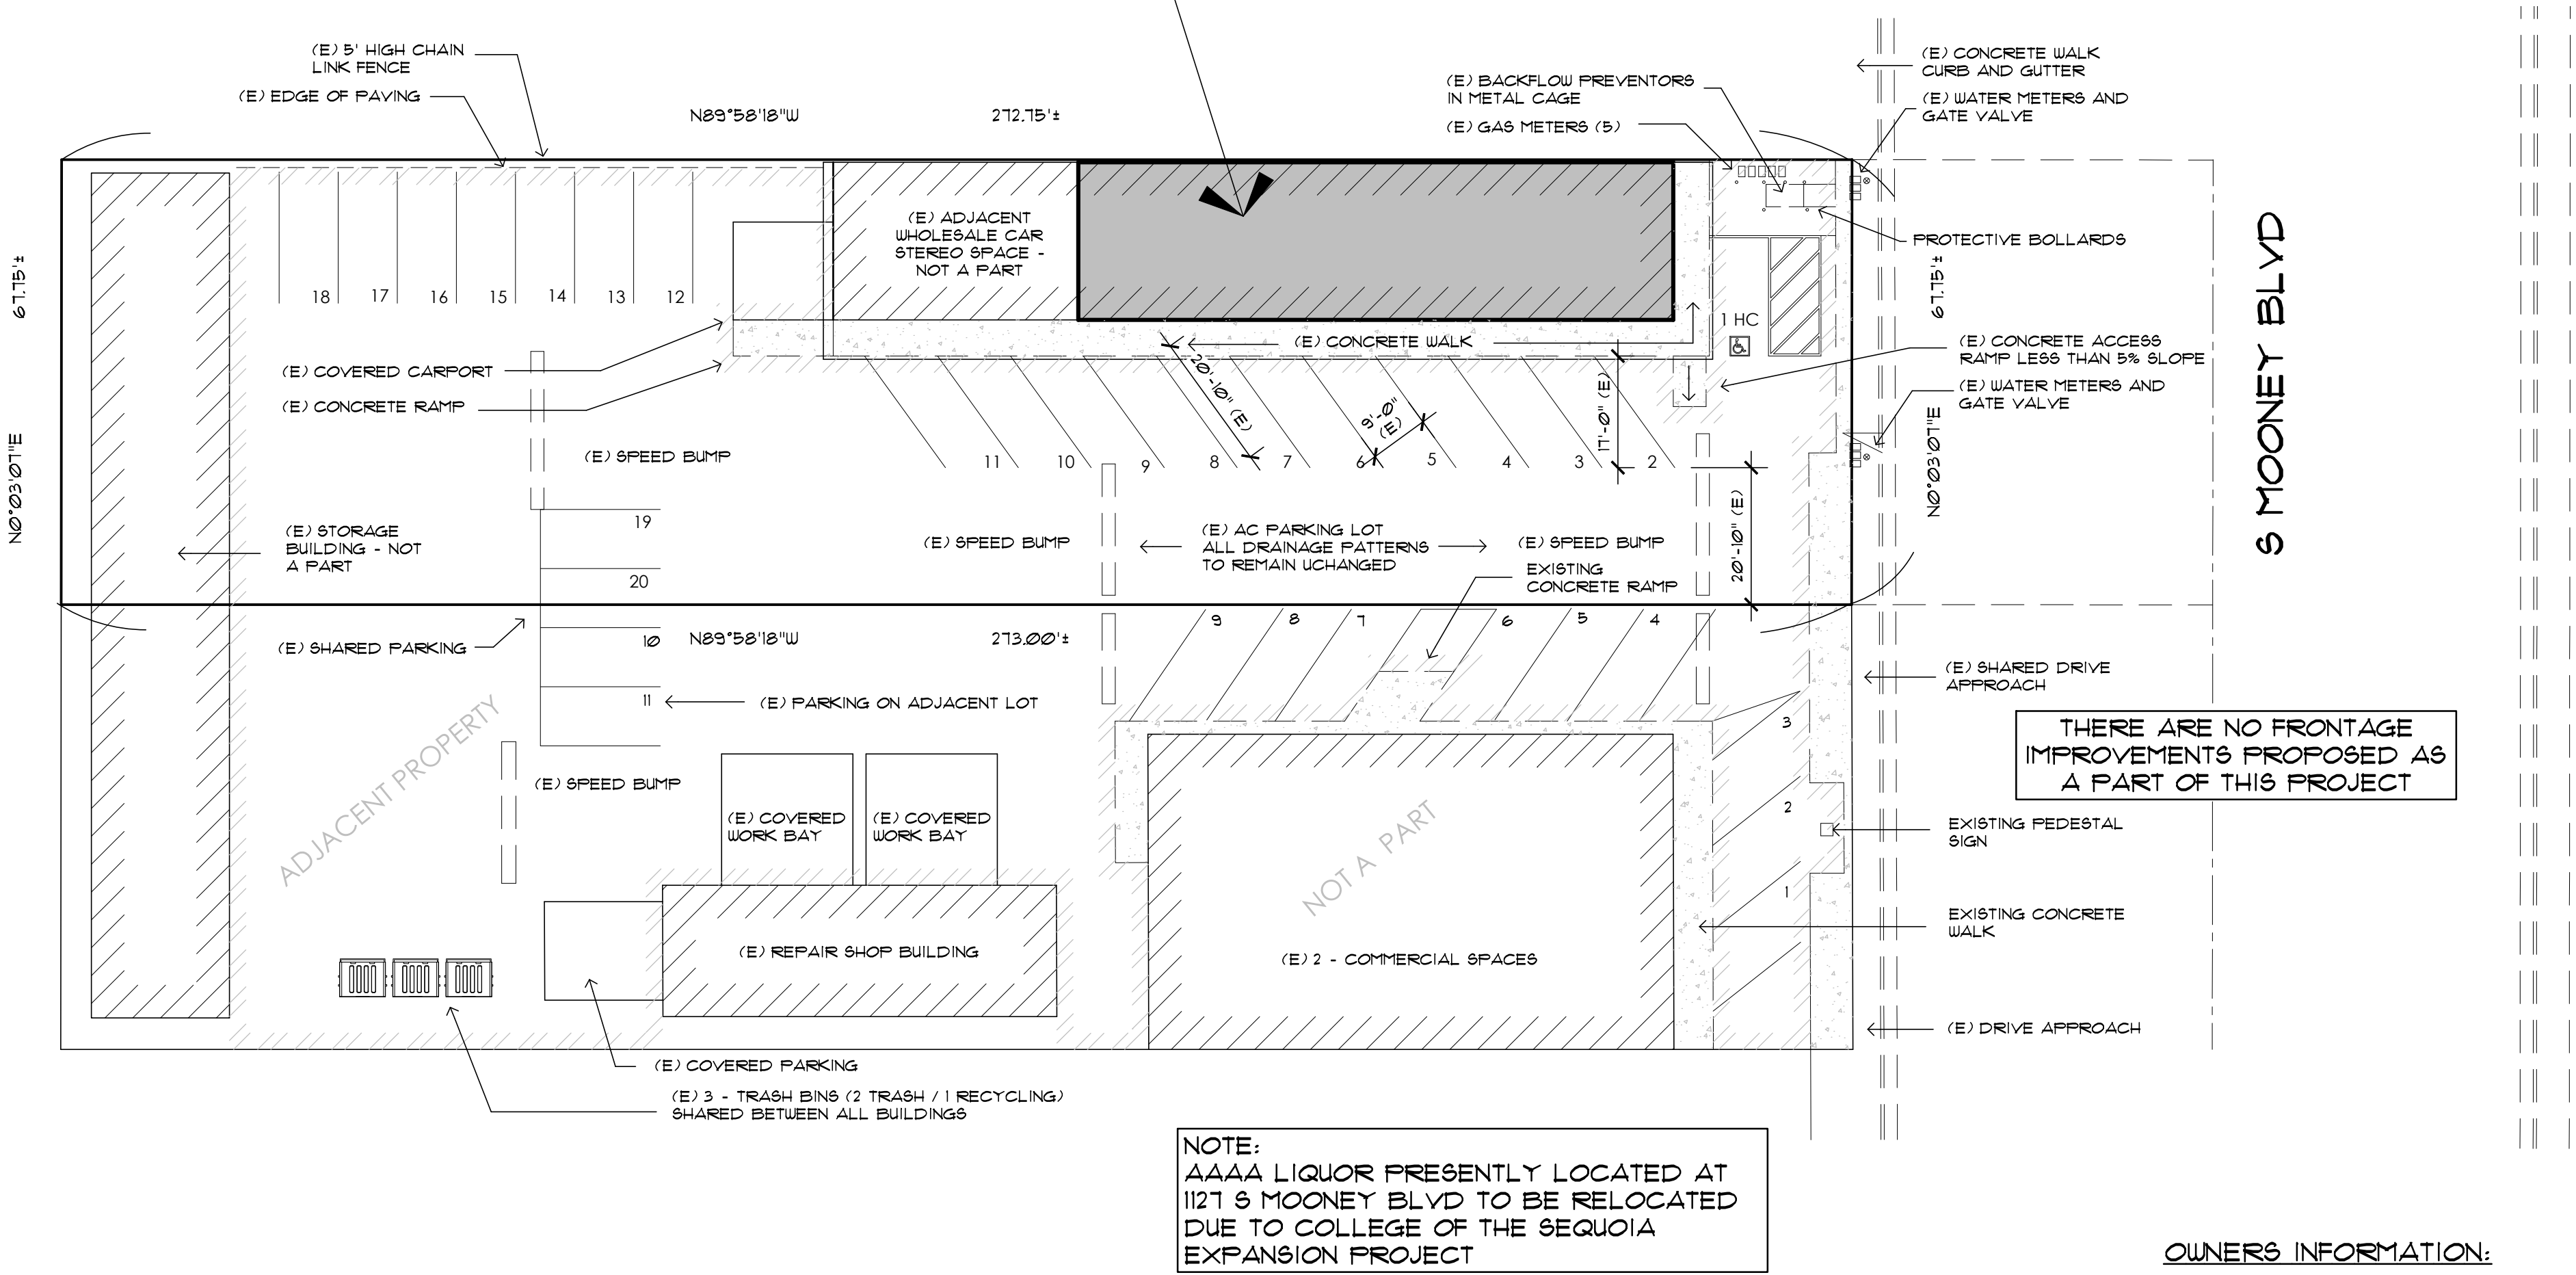 (E) 5' HIGH CHAIN
LINK FENCE
(E) EDGE OF PAVING
N89°58'18"W
272.75'±
(E) BACKFLOW PREVENTORS
IN METAL CAGE
(E) GAS METERS (5)
(E) CONCRETE WALK
CURB AND GUTTER
(E) WATER METERS AND
GATE VALVE
PROTECTIVE BOLLARDS
67.75'±
67.75'±
S MOONEY BLVD
(E) ADJACENT
WHOLESALE CAR
STEREO SPACE -
NOT A PART
18
17
16
15
14
13
12
1 HC
(E) CONCRETE WALK
(E) CONCRETE ACCESS
RAMP LESS THAN 5% SLOPE
(E) WATER METERS AND
GATE VALVE
(E) COVERED CARPORT
(E) CONCRETE RAMP
20'-10" (E)
9'-0"
(E)
17'-0" (E)
N0°03'07"E
N0°03'07"E
(E) SPEED BUMP
11
10
9
8
7
6
5
4
3
2
20'-10" (E)
(E) STORAGE
BUILDING - NOT
A PART
19
20
(E) SPEED BUMP
(E) AC PARKING LOT
ALL DRAINAGE PATTERNS
TO REMAIN UCHANGED
(E) SPEED BUMP
EXISTING
CONCRETE RAMP
(E) SHARED PARKING
10
N89°58'18"W
273.00'±
9
8
7
6
5
4
11
(E) PARKING ON ADJACENT LOT
(E) SHARED DRIVE
APPROACH
THERE ARE NO FRONTAGE
IMPROVEMENTS PROPOSED AS
A PART OF THIS PROJECT
ADJACENT PROPERTY
(E) SPEED BUMP
(E) COVERED
WORK BAY
(E) COVERED
WORK BAY
NOT A PART
3
2
1
EXISTING PEDESTAL
SIGN
EXISTING CONCRETE
WALK
(E) REPAIR SHOP BUILDING
(E) 2 - COMMERCIAL SPACES
(E) DRIVE APPROACH
(E) COVERED PARKING
(E) 3 - TRASH BINS (2 TRASH / 1 RECYCLING)
SHARED BETWEEN ALL BUILDINGS
NOTE:
AAAA LIQUOR PRESENTLY LOCATED AT
1127 S MOONEY BLVD TO BE RELOCATED
DUE TO COLLEGE OF THE SEQUOIA
EXPANSION PROJECT
OWNERS INFORMATION: